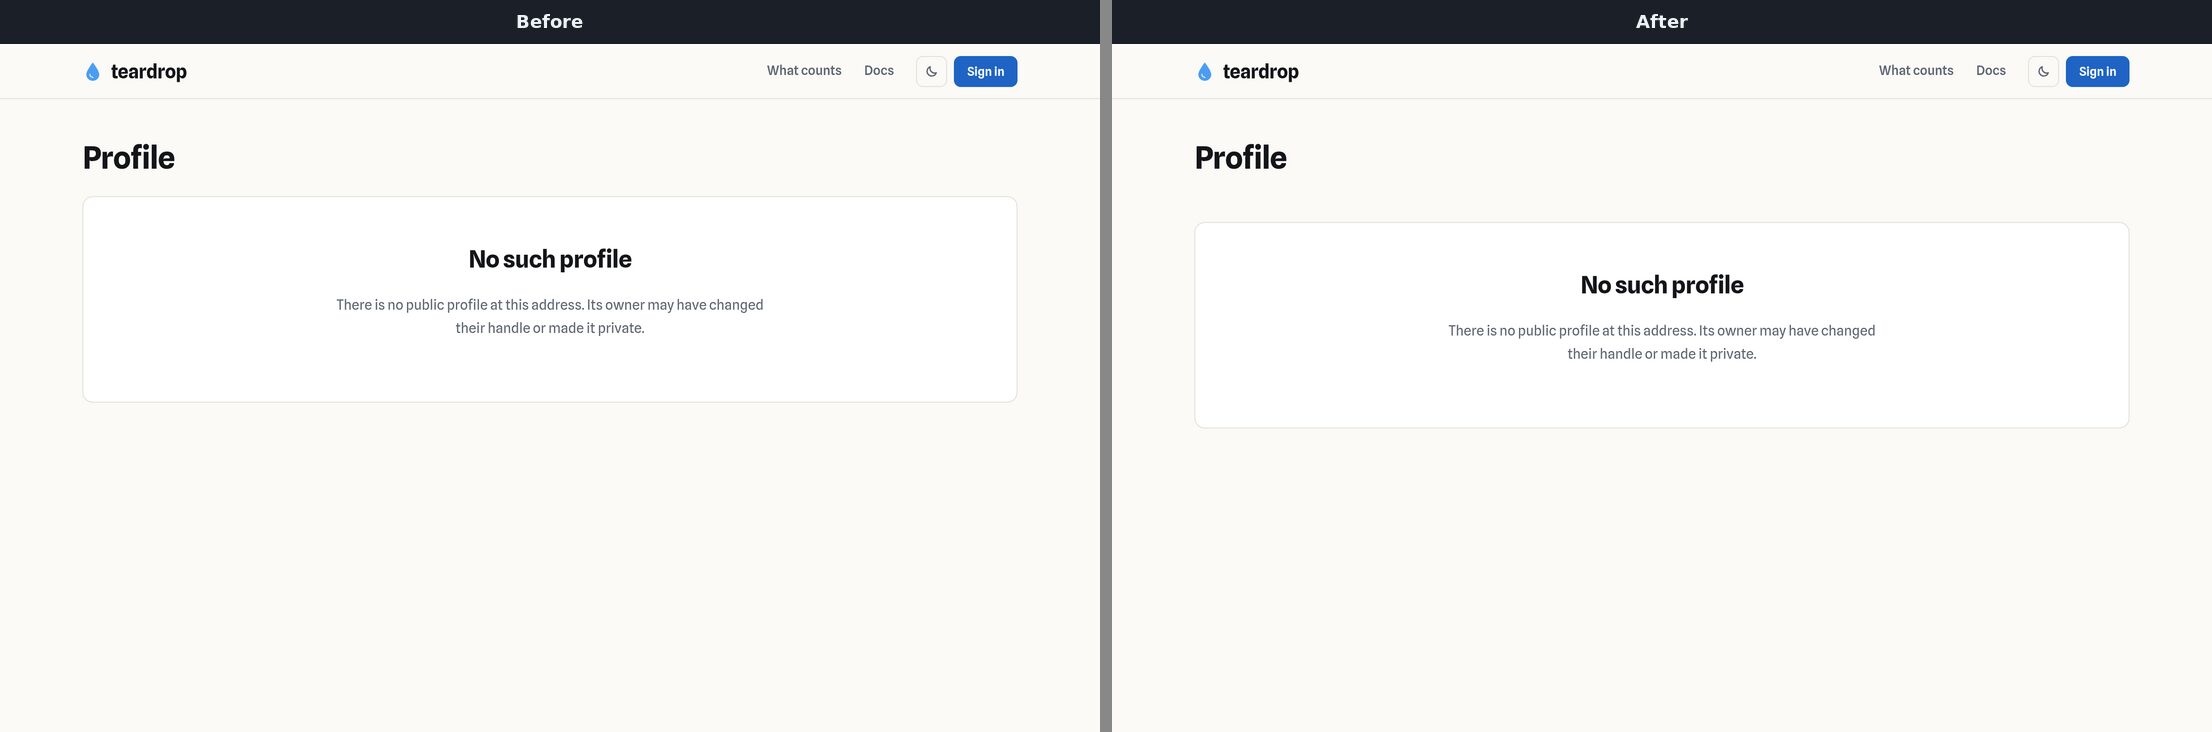 Before
teardrop
What counts
Docs
Sign in
Profile
No such profile
There is no public profile at this address. Its owner may have changed
their handle or made it private.
After
teardrop
What counts
Docs
Sign in
Profile
No such profile
There is no public profile at this address. Its owner may have changed
their handle or made it private.